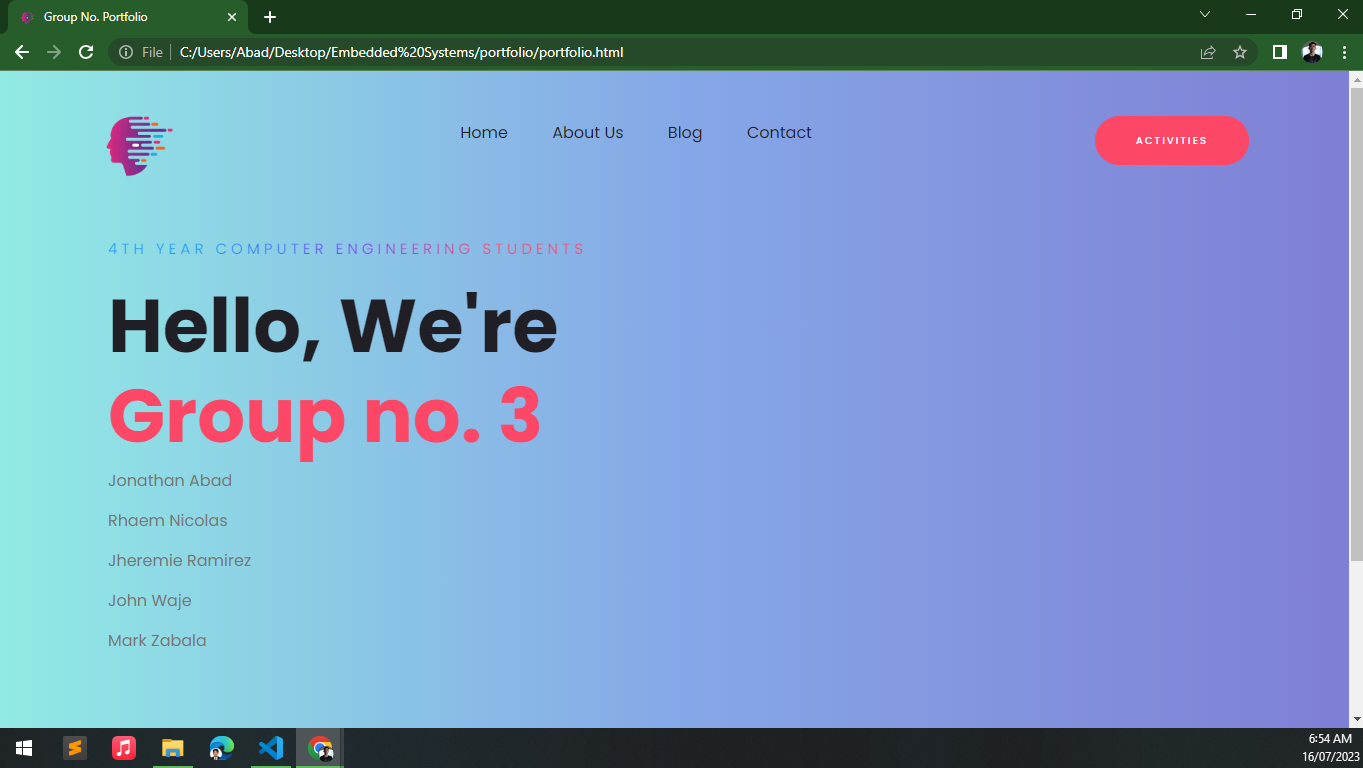 Group No. Portfolio
File
C:/Users/Abad/Desktop/Embedded%20Systems/portfolio/portfolio.html
Home About Us Blog Contact
ACTIVITIES
4TH YEAR COMPUTER ENGINEERING STUDENTS
Hello, We're
Group no. 3
Jonathan Abad
Rhaem Nicolas
Jheremie Ramirez
John Waje
Mark Zabala
6:54 AM
16/07/2023